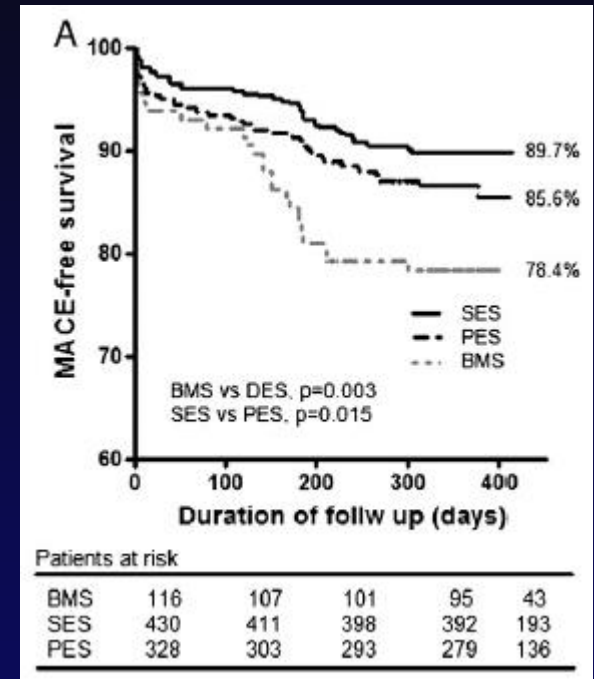 A
100
90
80
70
60
MACE-free survival
89.7%
85.6%
78.4%
SES
PES
BMS
BMS vs DES, p=0.003
SES vs PES, p=0.015
0 100 200 300 400
Duration of follw up (days)
Patients at risk
BMS 116 107 101 95 43
SES 430 411 398 392 193
PES 328 303 293 279 136